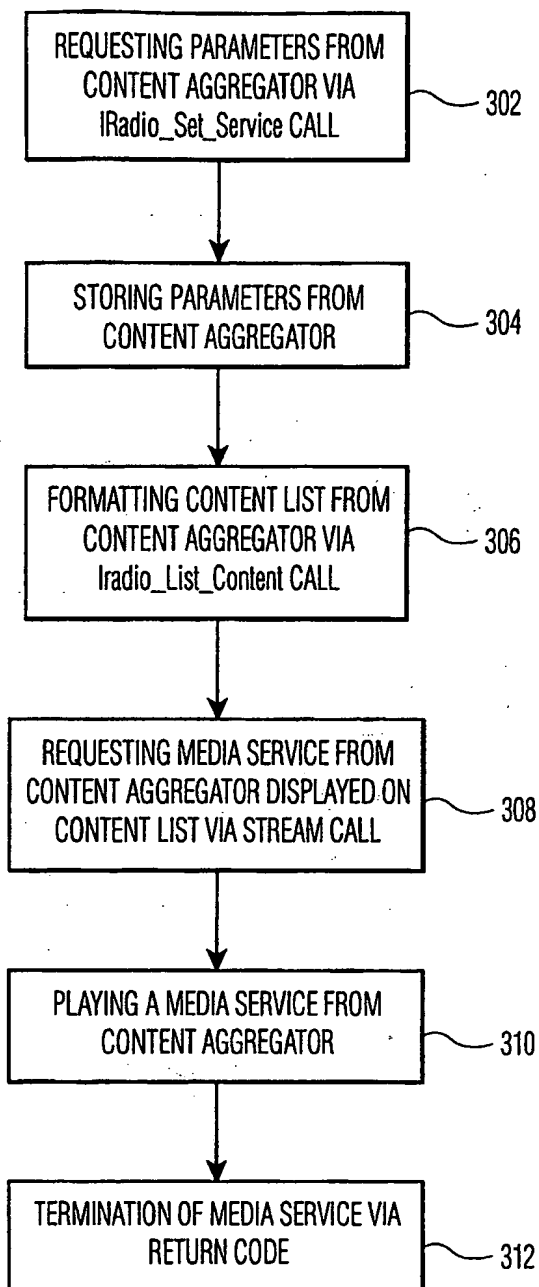 REQUESTING PARAMETERS FROM
CONTENT AGGREGATOR VIA
IRadio_Set_Service CALL
302
STORING PARAMETERS FROM
CONTENT AGGREGATOR
304
FORMATTING CONTENT LIST FROM
CONTENT AGGREGATOR VIA
Iradio_List_Content CALL
306
REQUESTING MEDIA SERVICE FROM
CONTENT AGGREGATOR DISPLAYED ON
CONTENT LIST VIA STREAM CALL
308
PLAYING A MEDIA SERVICE FROM
CONTENT AGGREGATOR
310
TERMINATION OF MEDIA SERVICE VIA
RETURN CODE
312